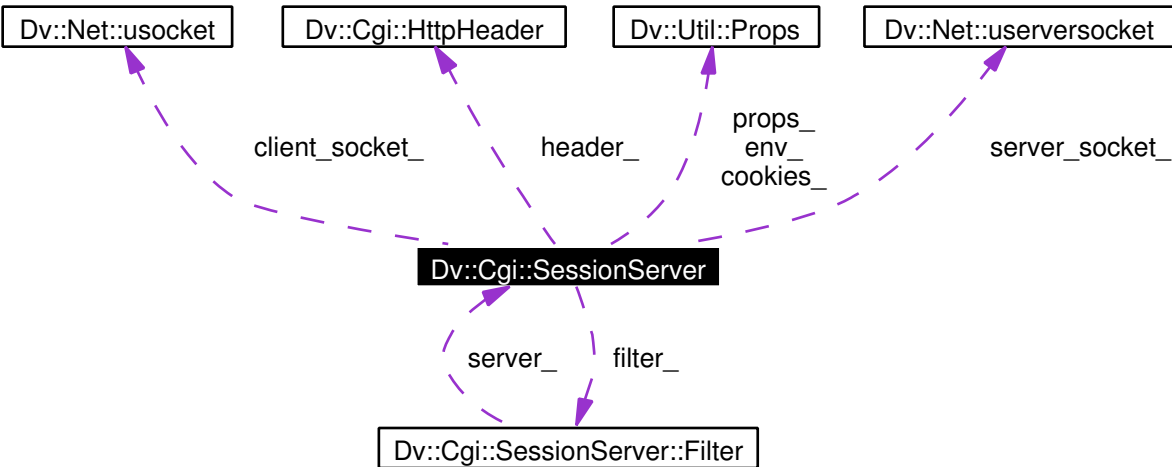 Dv::Net::usocket
Dv::Cgi::HttpHeader
Dv::Util::Props
Dv::Net::userversocket
client_socket_
header_
props_
env_
cookies_
server_socket_
Dv::Cgi::SessionServer
server_
filter_
Dv::Cgi::SessionServer::Filter